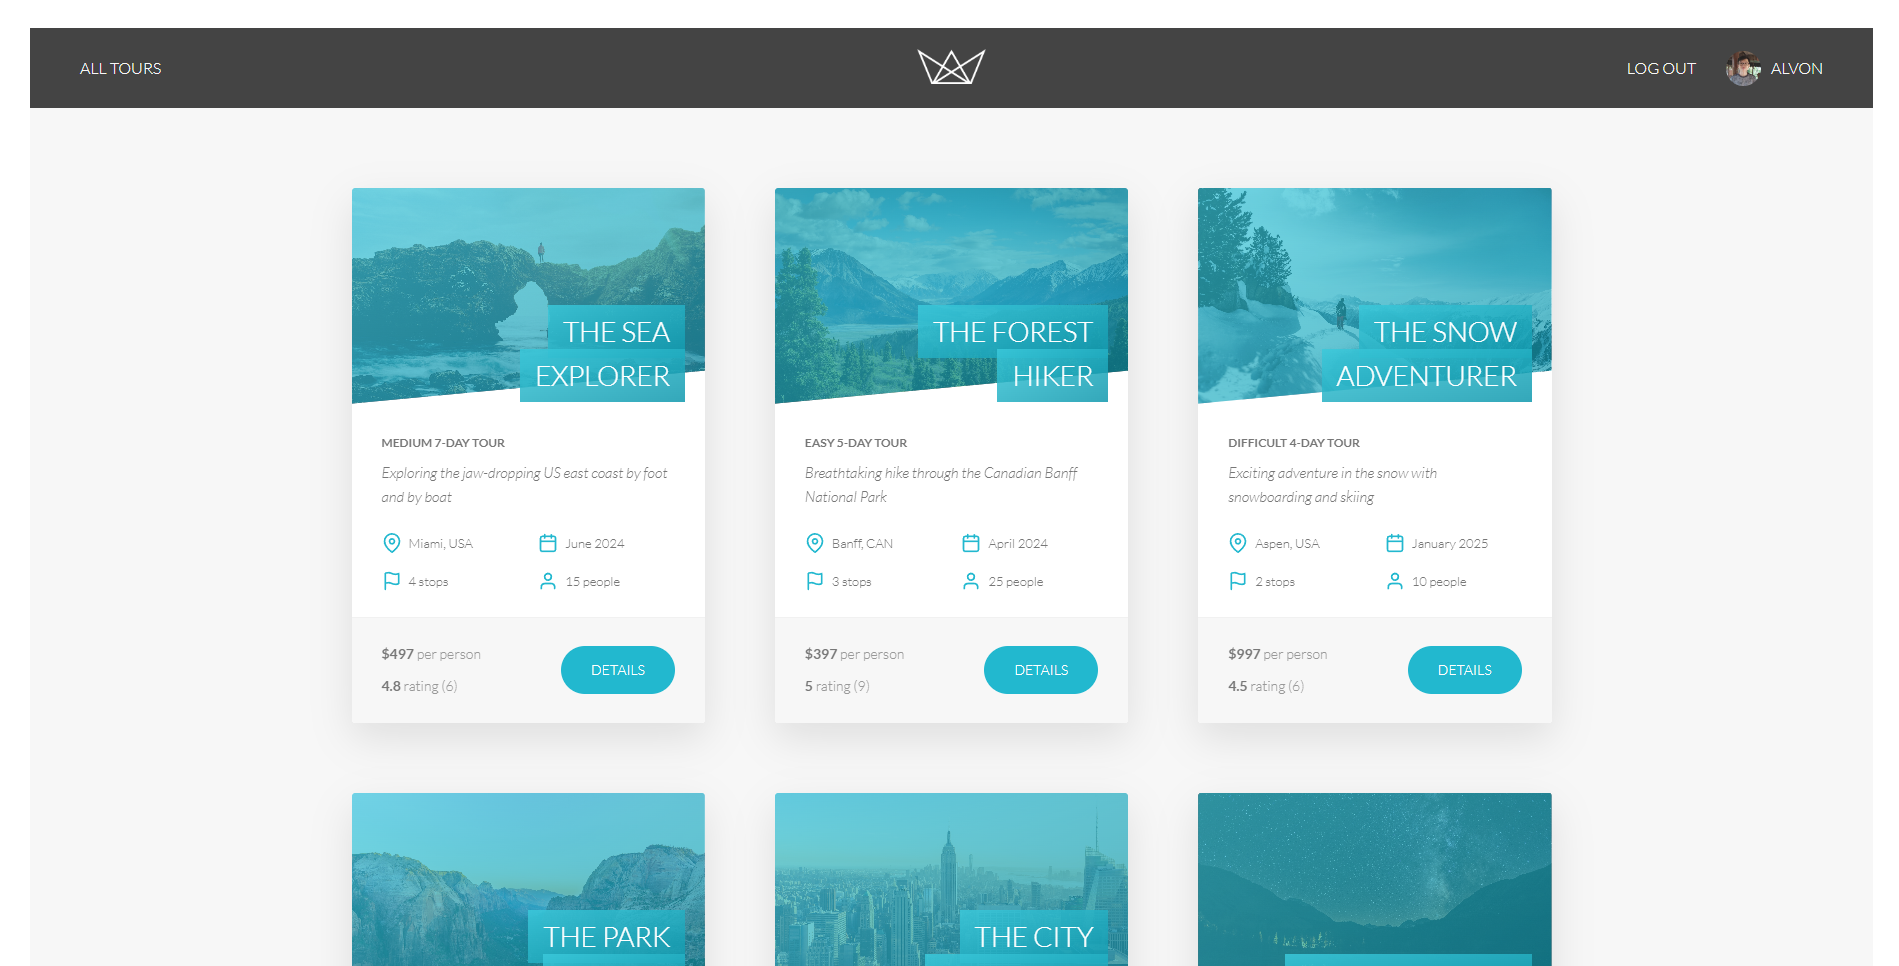 ALL TOURS
LOG OUT
ALVON
THE SEA
EXPLORER
MEDIUM 7-DAY TOUR
Exploring the jaw-dropping US east coast by foot
and by boat
Miami, USA
June 2024
4 stops
15 people
$497 per person
4.8 rating (6)
DETAILS
THE FOREST
HIKER
EASY 5-DAY TOUR
Breathtaking hike through the Canadian Banff
National Park
Banff, CAN
April 2024
3 stops
25 people
$397 per person
5 rating (9)
DETAILS
THE SNOW
ADVENTURER
DIFFICULT 4-DAY TOUR
Exciting adventure in the snow with
snowboarding and skiing
Aspen, USA
January 2025
2 stops
10 people
$997 per person
4.5 rating (6)
DETAILS
THE PARK
THE CITY